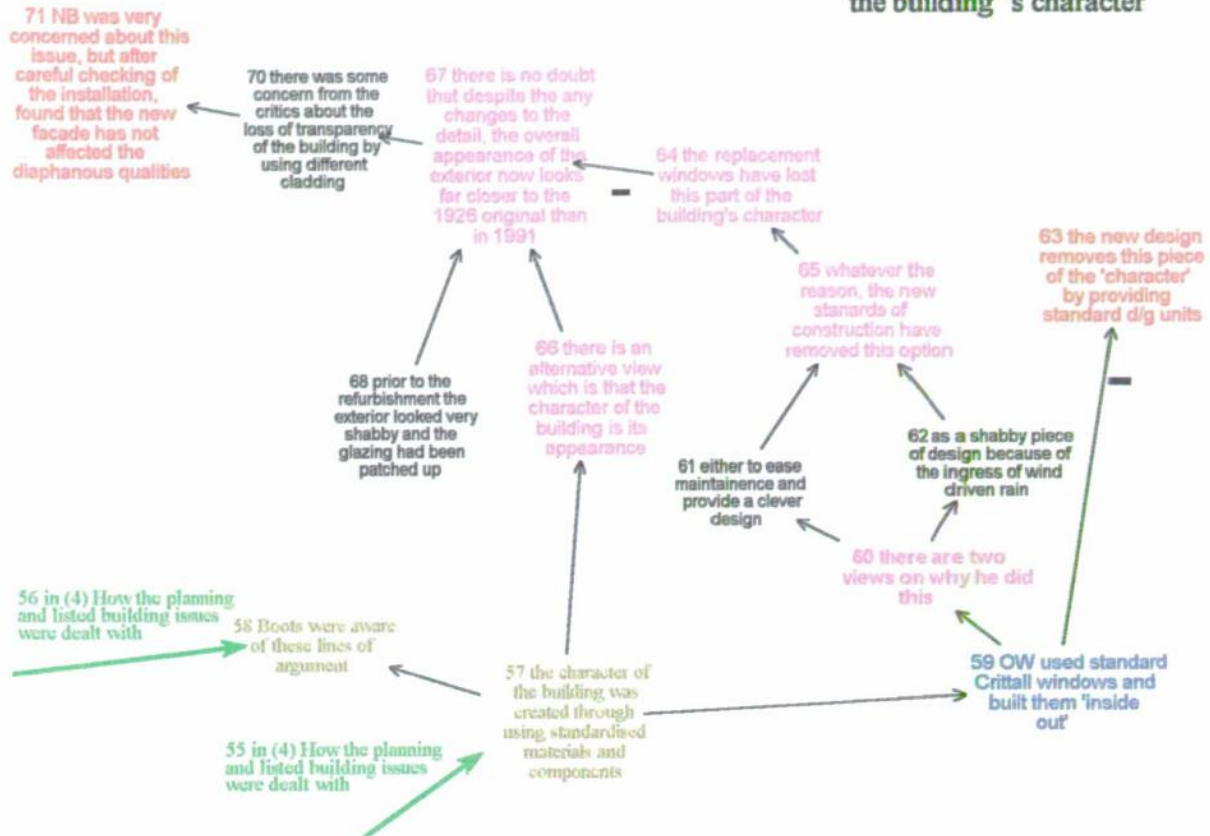 the building 's character
71 NB was very
concerned about this
issue, but after
careful checking of
the installation,
found that the new
facade has not
affected the
diaphanous qualities
70 there was some
concern from the
critics about the
loss of transparency
of the building by
using different
cladding
67 there is no doubt
that despite the any
changes to the
detail, the overall
appearance of the
exterior now looks
far closer to the
1926 original than
in 1991
64 the replacement
windows have lost
this part of the
building's character
63 the new design
removes this piece
of the 'character'
by providing
standard d/g units
65 whatever the
reason, the new
stanards of
construction have
removed this option
66 there is an
alternative view
which is that the
character of the
building is its
appearance
68 prior to the
refurbishment the
exterior looked very
shabby and the
glazing had been
patched up
61 either to ease
maintainence and
provide a clever
design
62 as a shabby piece
of design because of
the ingress of wind
driven rain
60 there are two
views on why he did
this
56 in (4) How the planning
and listed building issues
were dealt with
58 Boots were aware
of these lines of
argument
57 the character of
the building was
created through
using standardised
materials and
components
59 OW used standard
Crittall windows and
built them 'inside
out'
55 in (4) How the planning
and listed building issues
were dealt with